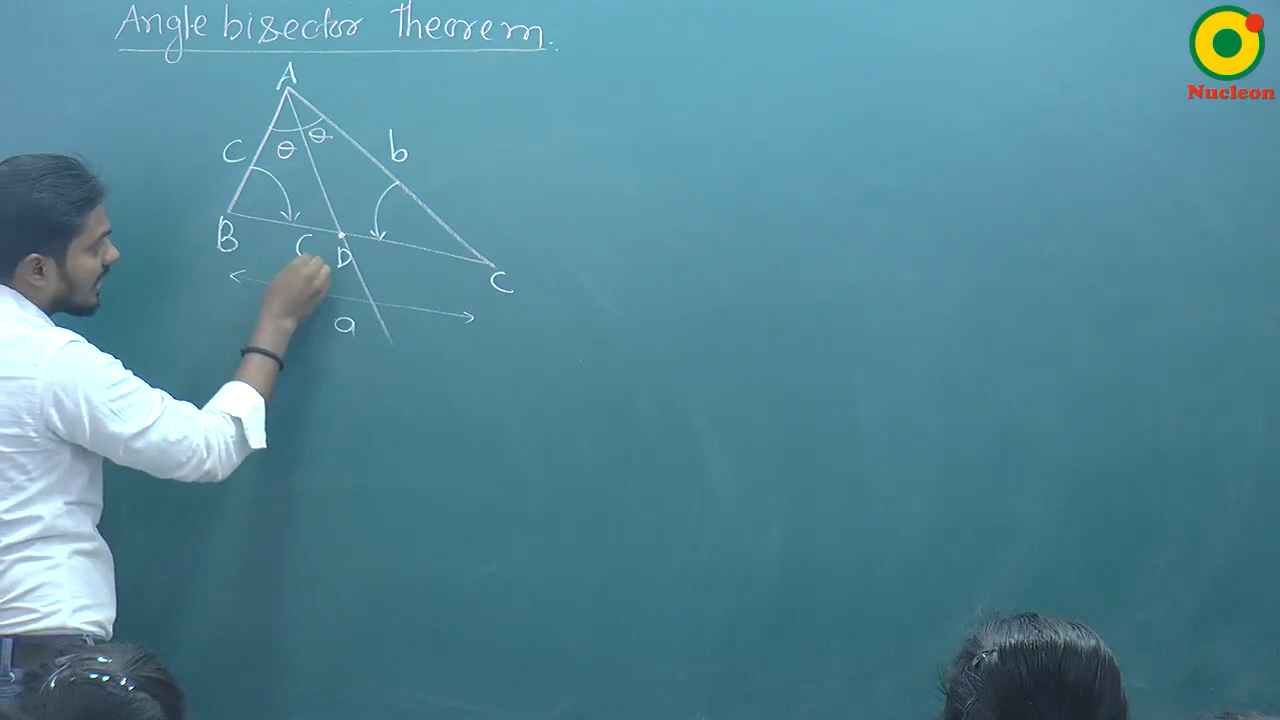 Angle bisector Theorem.
Nucleon
A
θ
c
θ
b
B
C
D
C
a